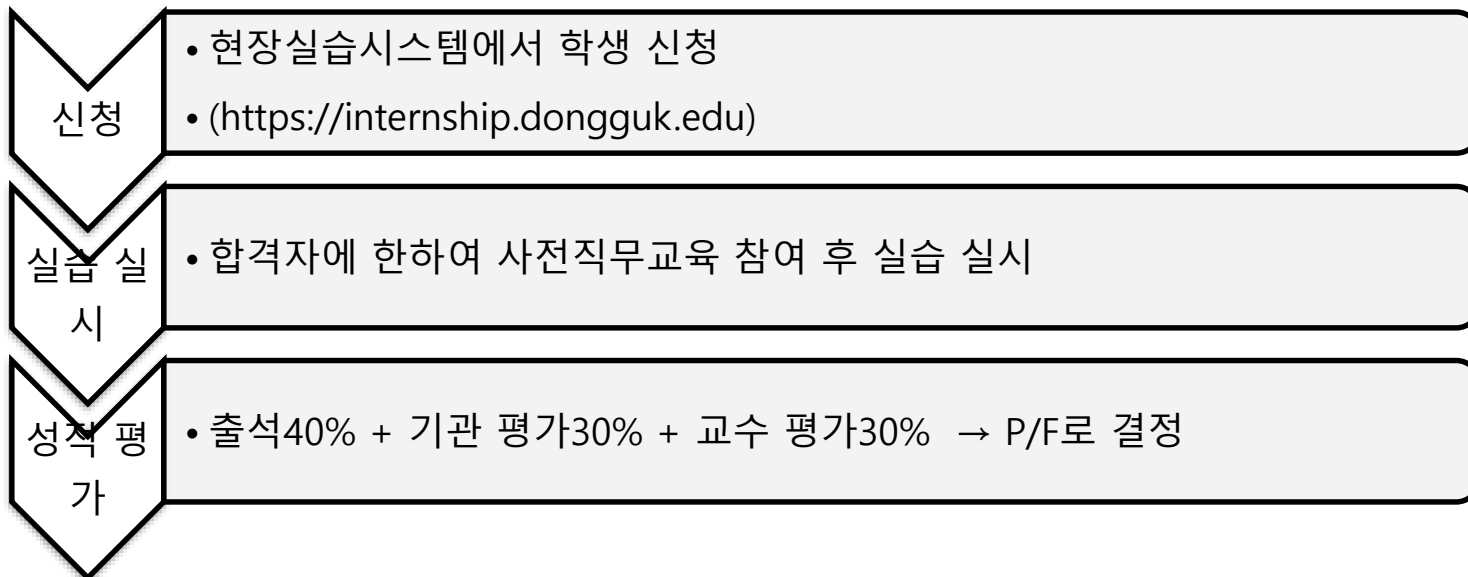 신청
• 현장실습시스템에서 학생 신청
• (https://internship.dongguk.edu)
실습 실
시
• 합격자에 한하여 사전직무교육 참여 후 실습 실시
성적 평
가
• 출석40% + 기관 평가30% + 교수 평가30% → P/F로 결정